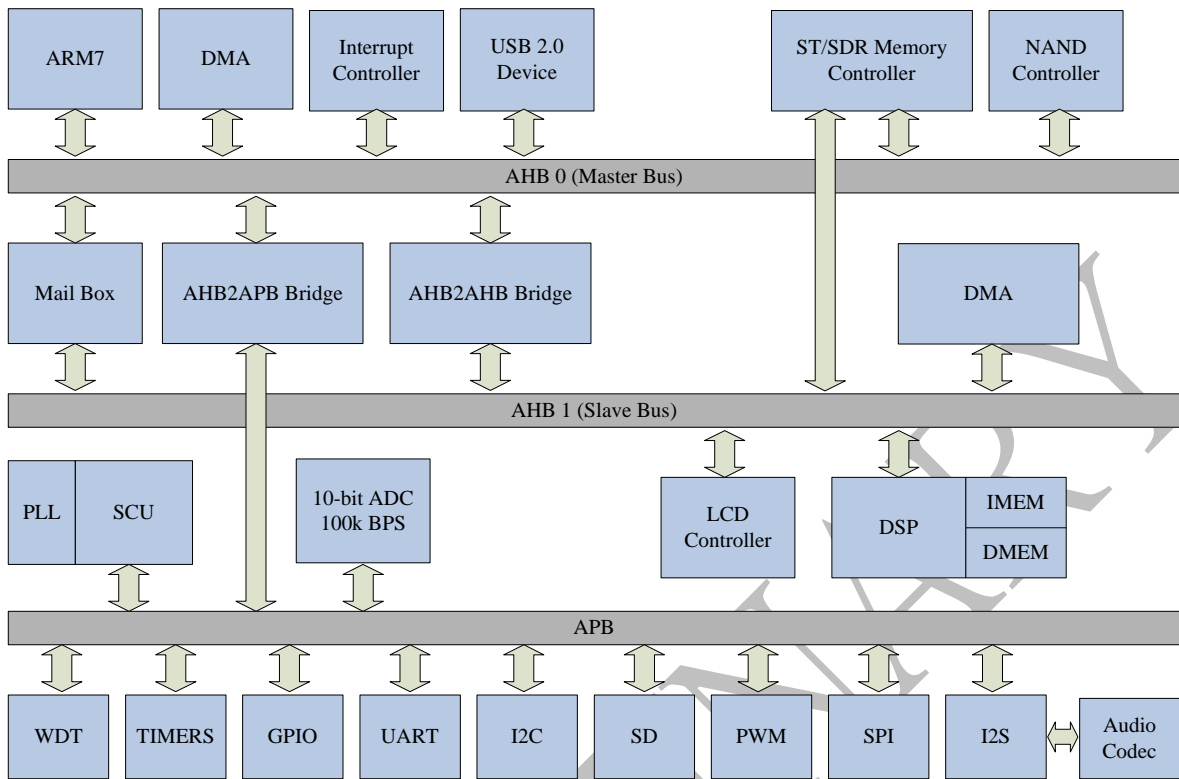 ARM7
DMA
Interrupt
Controller
USB 2.0
Device
ST/SDR Memory
Controller
NAND
Controller
AHB 0 (Master Bus)
Mail Box
AHB2APB Bridge
AHB2AHB Bridge
DMA
AHB 1 (Slave Bus)
PLL
SCU
10-bit ADC
100k BPS
LCD
Controller
DSP
IMEM
DMEM
APB
WDT
TIMERS
GPIO
UART
I2C
SD
PWM
SPI
I2S
Audio
Codec
NARY